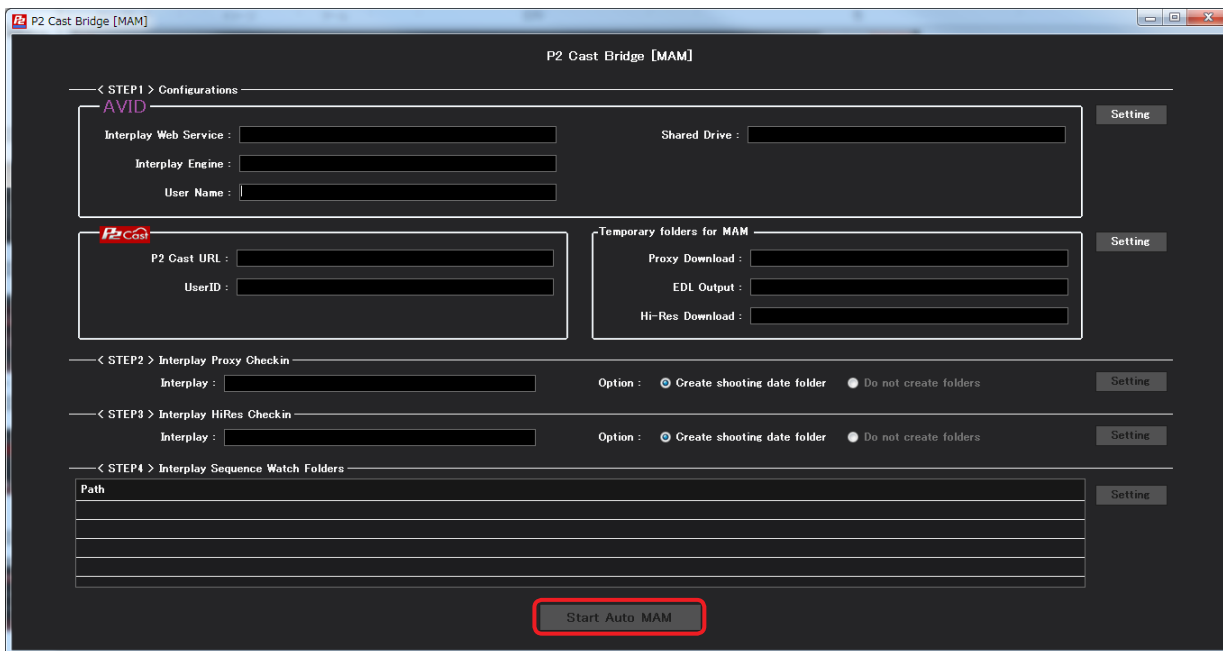 P2 Cast Bridge [MAM]
P2 Cast Bridge [MAM]
< STEP1 > Configurations
AVID
Setting
Interplay Web Service :
Shared Drive :
Interplay Engine :
User Name :
P2 Cast
Temporary folders for MAM
Setting
P2 Cast URL :
Proxy Download :
UserID :
EDL Output :
Hi-Res Download :
< STEP2 > Interplay Proxy Checkin
Interplay :
Option : Create shooting date folder Do not create folders
Setting
< STEP3 > Interplay HiRes Checkin
Interplay :
Option : Create shooting date folder Do not create folders
Setting
< STEP4 > Interplay Sequence Watch Folders
Path
Setting
Start Auto MAM